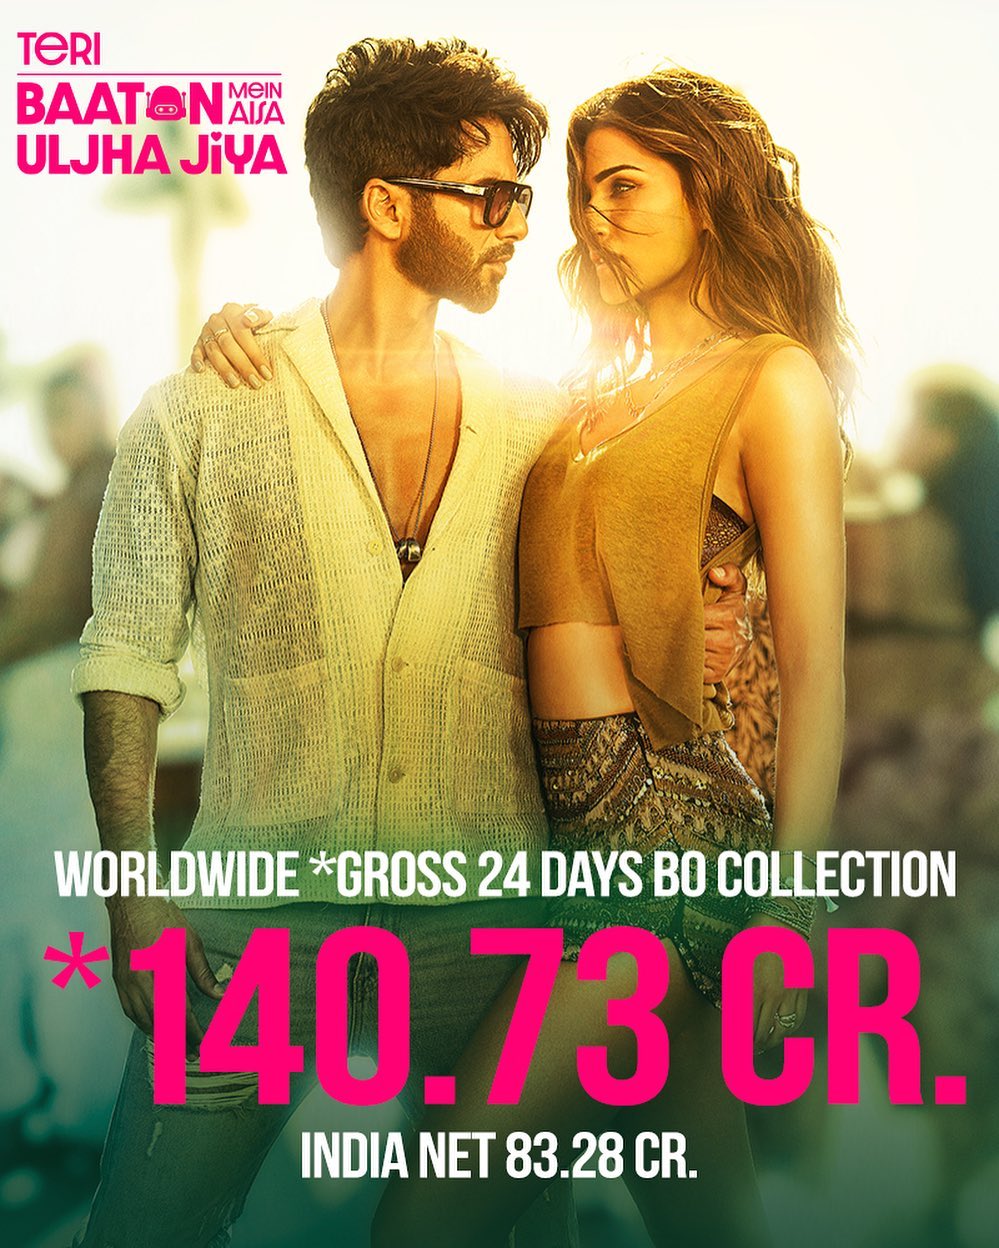 TERI
BAATON MEIN AISA
ULJHA JIYA
WORLDWIDE *GROSS 24 DAYS BO COLLECTION
*140.73 CR.
INDIA NET 83.28 CR.